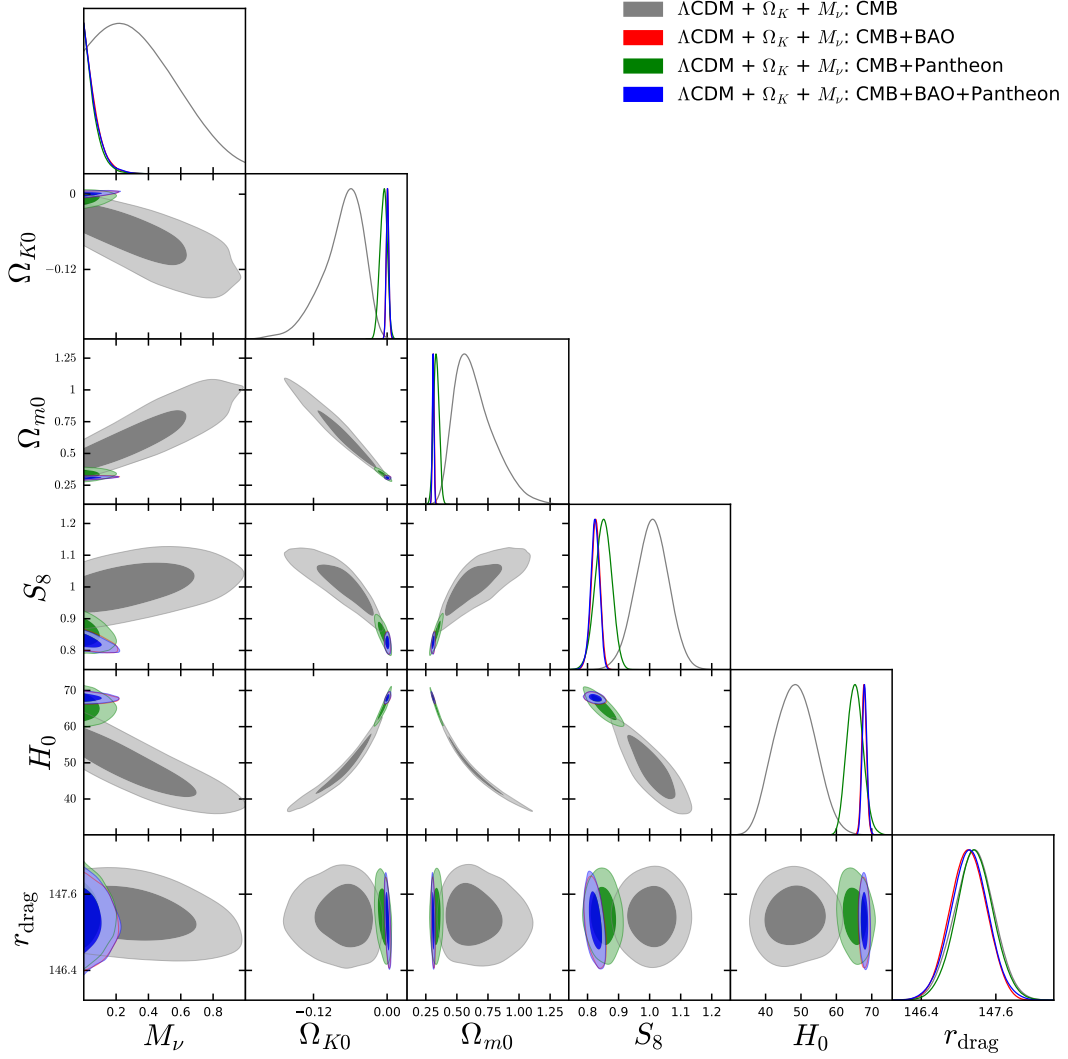 ΛCDM + Ω_K + M_ν: CMB
ΛCDM + Ω_K + M_ν: CMB+BAO
ΛCDM + Ω_K + M_ν: CMB+Pantheon
ΛCDM + Ω_K + M_ν: CMB+BAO+Pantheon
0
−0.12
Ω_K0
1.25
1
0.75
0.5
0.25
Ω_m0
1.2
1.1
1.0
0.9
0.8
S_8
70
60
50
40
H_0
147.6
146.4
r_drag
0.2 0.4 0.6 0.8
−0.12 0.00
0.25 0.50 0.75 1.00 1.25
0.8 0.9 1.0 1.1 1.2
40 50 60 70
146.4 147.6
M_ν Ω_K0 Ω_m0 S_8 H_0 r_drag